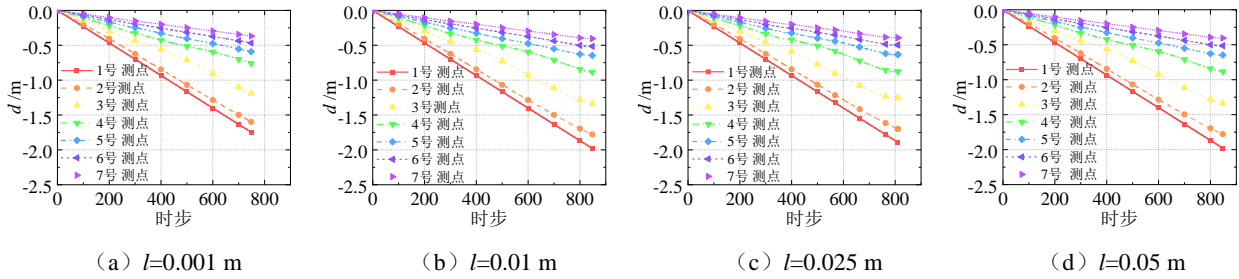 0.0
-0.5
-1.0
-1.5
-2.0
-2.5
d /m
1号 测点
2号 测点
3号 测点
4号 测点
5号 测点
6号 测点
7号 测点
0 200 400 600 800
时步
(a) l=0.001 m
0.0
-0.5
-1.0
-1.5
-2.0
-2.5
d /m
1号 测点
2号 测点
3号测点
4号 测点
5号 测点
6号 测点
7号 测点
0 200 400 600 800
时步
(b) l=0.01 m
0.0
-0.5
-1.0
-1.5
-2.0
-2.5
d /m
1号 测点
2号 测点
3号 测点
4号 测点
5号 测点
6号 测点
7号 测点
0 200 400 600 800
时步
(c) l=0.025 m
0.0
-0.5
-1.0
-1.5
-2.0
-2.5
d /m
1号 测点
2号 测点
3号 测点
4号 测点
5号 测点
6号 测点
7号 测点
0 200 400 600 800
时步
(d) l=0.05 m